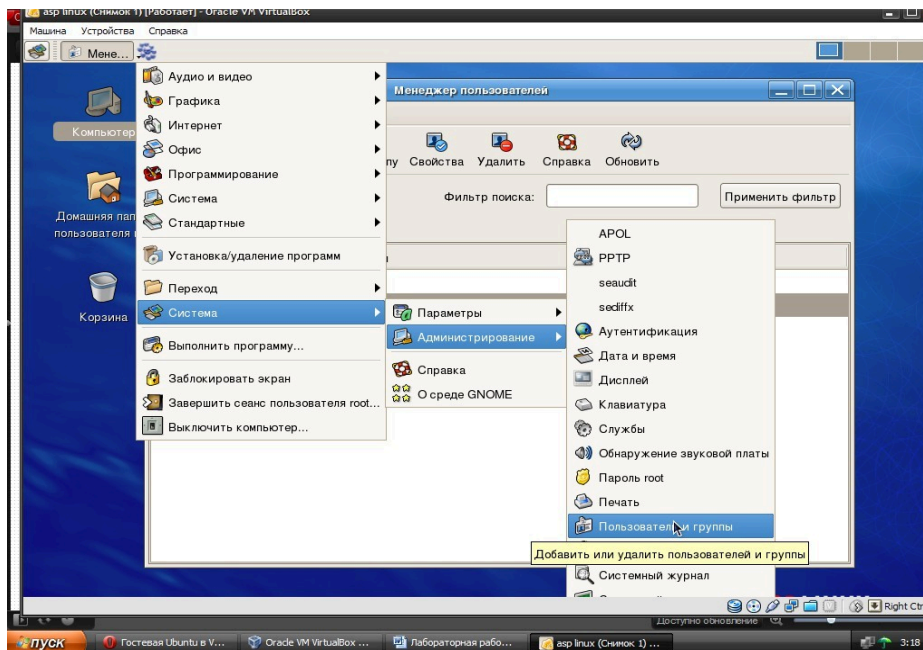 asp linux (Снимок 1) [Работает] - Oracle VM VirtualBox
Машина Устройства Справка
Мене...
Компьютер
Домашняя пап
пользователя
Корзина
Аудио и видео
Графика
Интернет
Офис
Программирование
Система
Стандартные
Установка/удаление программ
Переход
Система
Выполнить программу...
Заблокировать экран
Завершить сеанс пользователя root...
Выключить компьютер...
Менеджер пользователей
пу Свойства Удалить Справка Обновить
Фильтр поиска: Применить фильтр
Параметры
Администрирование
Справка
О среде GNOME
APOL
PPTP
seaudit
sediffx
Аутентификация
Дата и время
Дисплей
Клавиатура
Службы
Обнаружение звуковой платы
Пароль root
Печать
Пользователи и группы
Добавить или удалить пользователей и группы
Системный журнал
Right Ctr
Доступно обновление
пуск
Гостевая Ubuntu в V...
Oracle VM VirtualBox ...
Лабораторная рабо...
asp linux (Снимок 1) ...
3:18